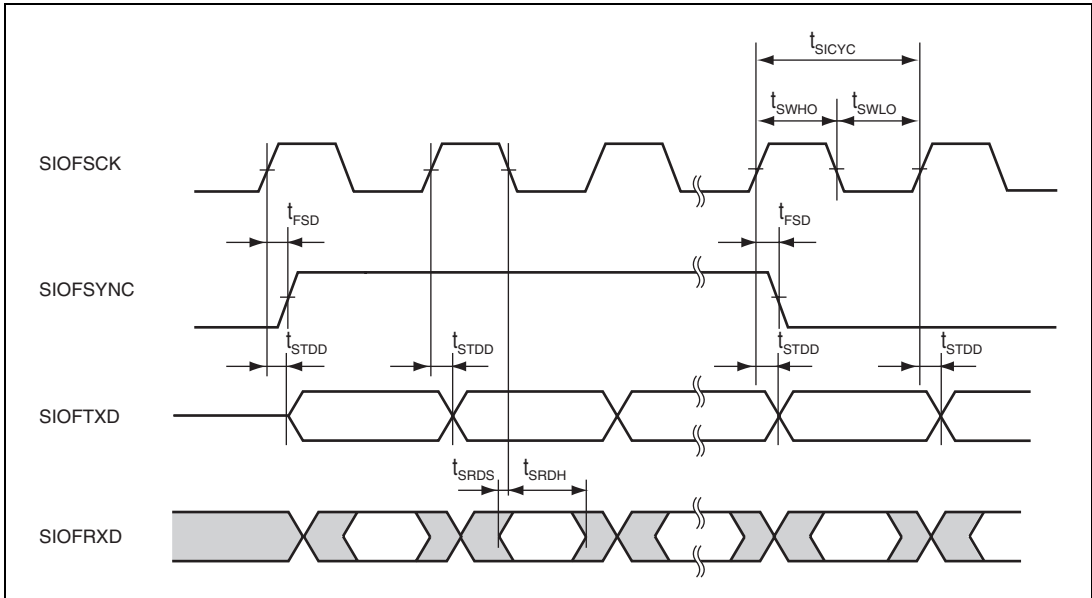 tSICYC
tSWHO tSWLO
SIOFSCK
tFSD tFSD
SIOFSYNC
tSTDD tSTDD tSTDD tSTDD
SIOFTXD
tSRDS tSRDH
SIOFRXD